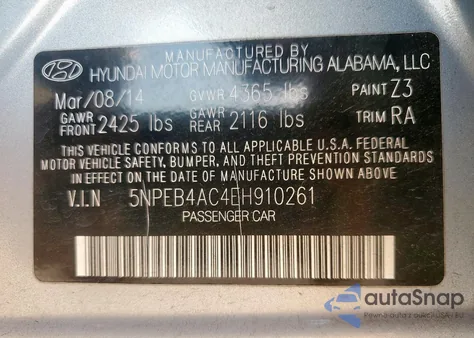 MANUFACTURED BY
HYUNDAI MOTOR MANUFACTURING ALABAMA, LLC
Mar/08/14 GVWR 4365 lbs PAINT Z3
GAWR FRONT 2425 lbs GAWR REAR 2116 lbs TRIM RA
THIS VEHICLE CONFORMS TO ALL APPLICABLE U.S.A. FEDERAL
MOTOR VEHICLE SAFETY, BUMPER, AND THEFT PREVENTION STANDARDS
IN EFFECT ON THE DATE OF MANUFACTURE SHOWN ABOVE.
V.I.N 5NPEB4AC4EH910261
PASSENGER CAR
autoSnap